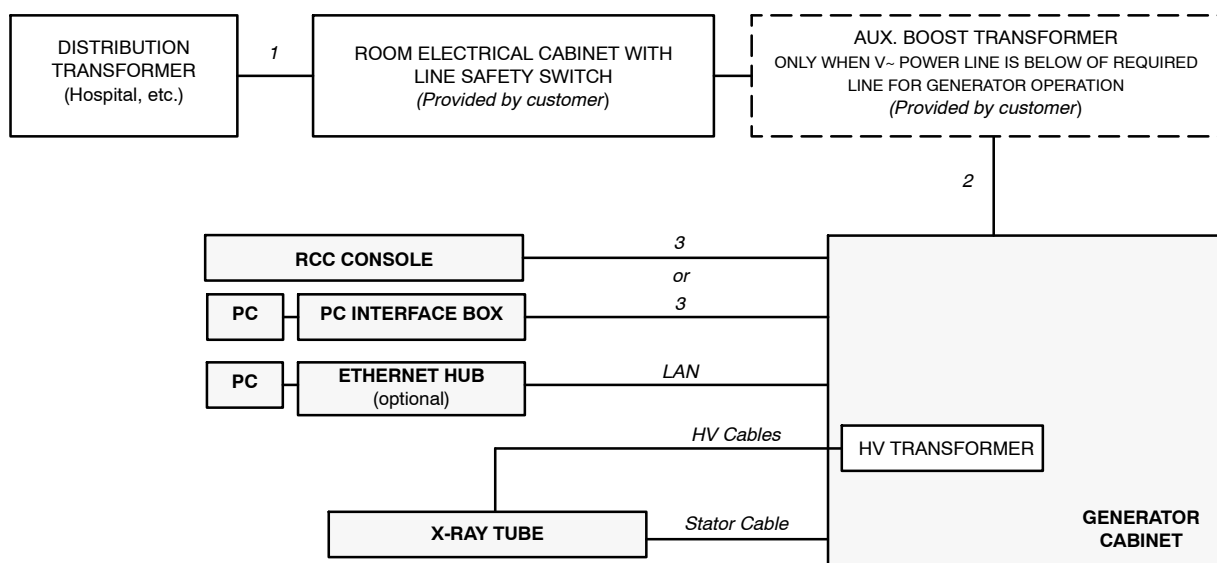 DISTRIBUTION
TRANSFORMER
(Hospital, etc.)
1
ROOM ELECTRICAL CABINET WITH
LINE SAFETY SWITCH
(Provided by customer)
AUX. BOOST TRANSFORMER
ONLY WHEN V~ POWER LINE IS BELOW OF REQUIRED
LINE FOR GENERATOR OPERATION
(Provided by customer)
2
RCC CONSOLE
3
or
PC
PC INTERFACE BOX
3
PC
ETHERNET HUB
(optional)
LAN
HV Cables
HV TRANSFORMER
X-RAY TUBE
Stator Cable
GENERATOR
CABINET